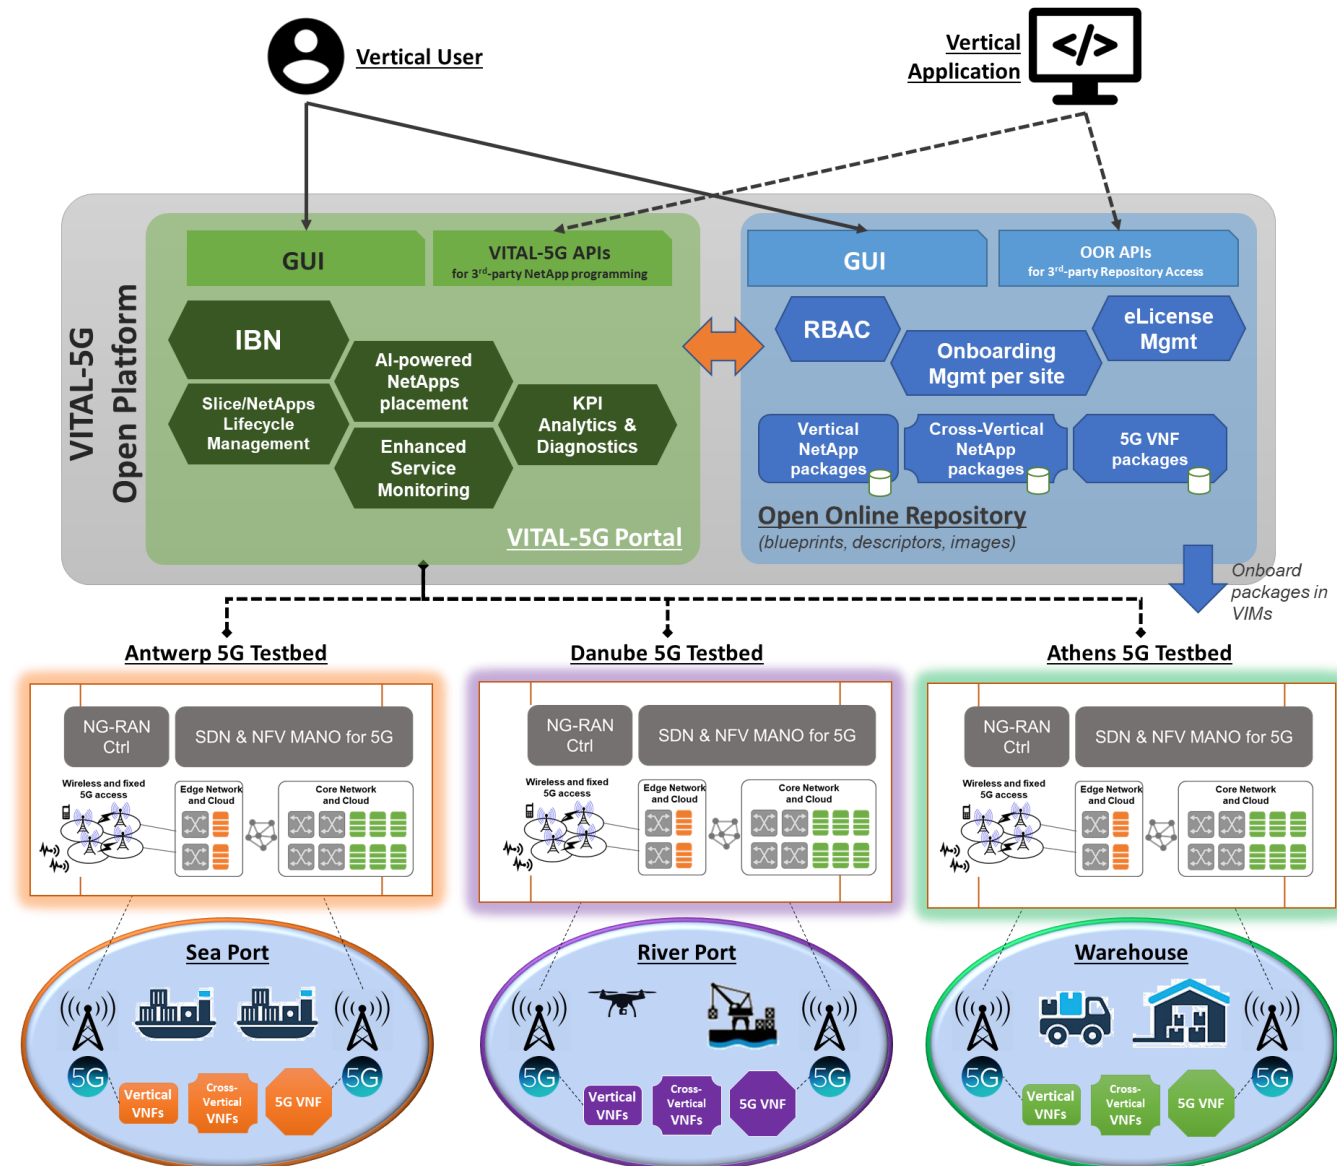 Vertical User
Vertical
Application
</>
VITAL-5G
Open Platform
GUI
VITAL-5G APIs
for 3rd-party NetApp programming
GUI
OOR APIs
for 3rd-party Repository Access
IBN
AI-powered
NetApps
placement
Slice/NetApps
Lifecycle
Management
KPI
Analytics &
Diagnostics
Enhanced
Service
Monitoring
VITAL-5G Portal
RBAC
Onboarding
Mgmt per site
eLicense
Mgmt
Vertical
NetApp
packages
Cross-Vertical
NetApp
packages
5G VNF
packages
Open Online Repository
(blueprints, descriptors, images)
Onboard
packages in
VIMs
Antwerp 5G Testbed
NG-RAN
Ctrl
SDN & NFV MANO for 5G
Wireless and fixed
5G access
Edge Network
and Cloud
Core Network
and Cloud
Danube 5G Testbed
NG-RAN
Ctrl
SDN & NFV MANO for 5G
Wireless and fixed
5G access
Edge Network
and Cloud
Core Network
and Cloud
Athens 5G Testbed
NG-RAN
Ctrl
SDN & NFV MANO for 5G
Wireless and fixed
5G access
Edge Network
and Cloud
Core Network
and Cloud
Sea Port
5G
Vertical
VNFs
Cross-
Vertical
VNFs
5G VNF
5G
River Port
5G
Vertical
VNFs
Cross-
Vertical
VNFs
5G VNF
5G
Warehouse
5G
Vertical
VNFs
Cross-
Vertical
VNFs
5G VNF
5G